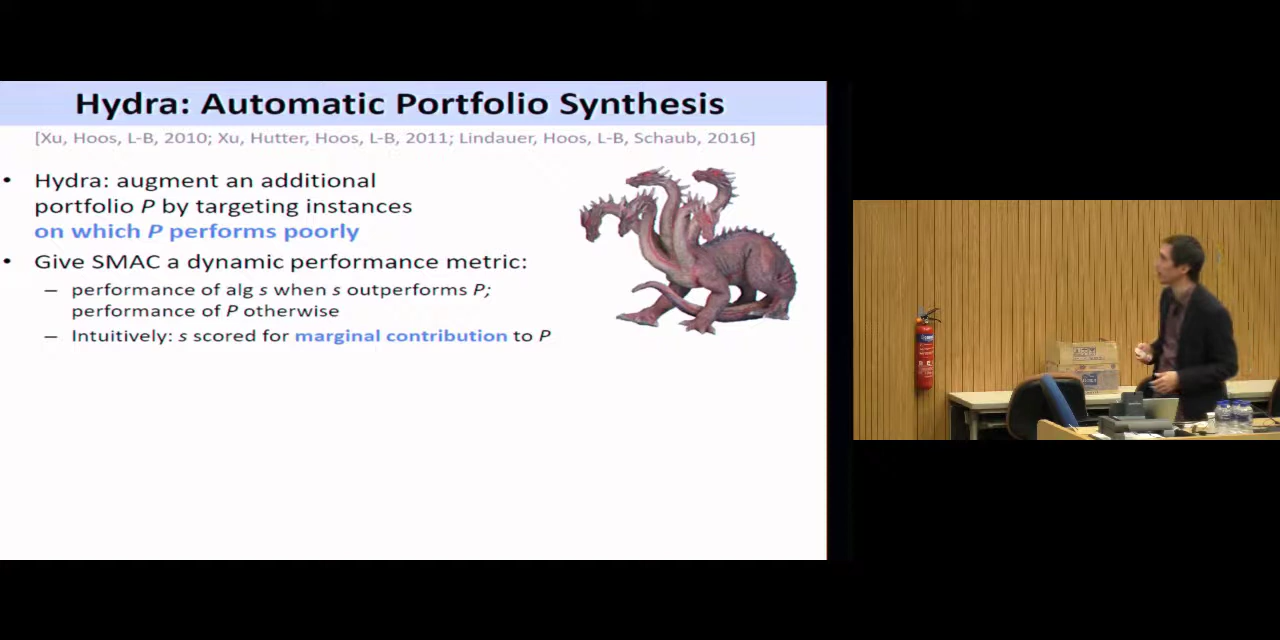 Hydra: Automatic Portfolio Synthesis
[Xu, Hoos, L-B, 2010; Xu, Hutter, Hoos, L-B, 2011; Lindauer, Hoos, L-B, Schaub, 2016]
• Hydra: augment an additional
portfolio P by targeting instances
on which P performs poorly
• Give SMAC a dynamic performance metric:
– performance of alg s when s outperforms P;
performance of P otherwise
– Intuitively: s scored for marginal contribution to P